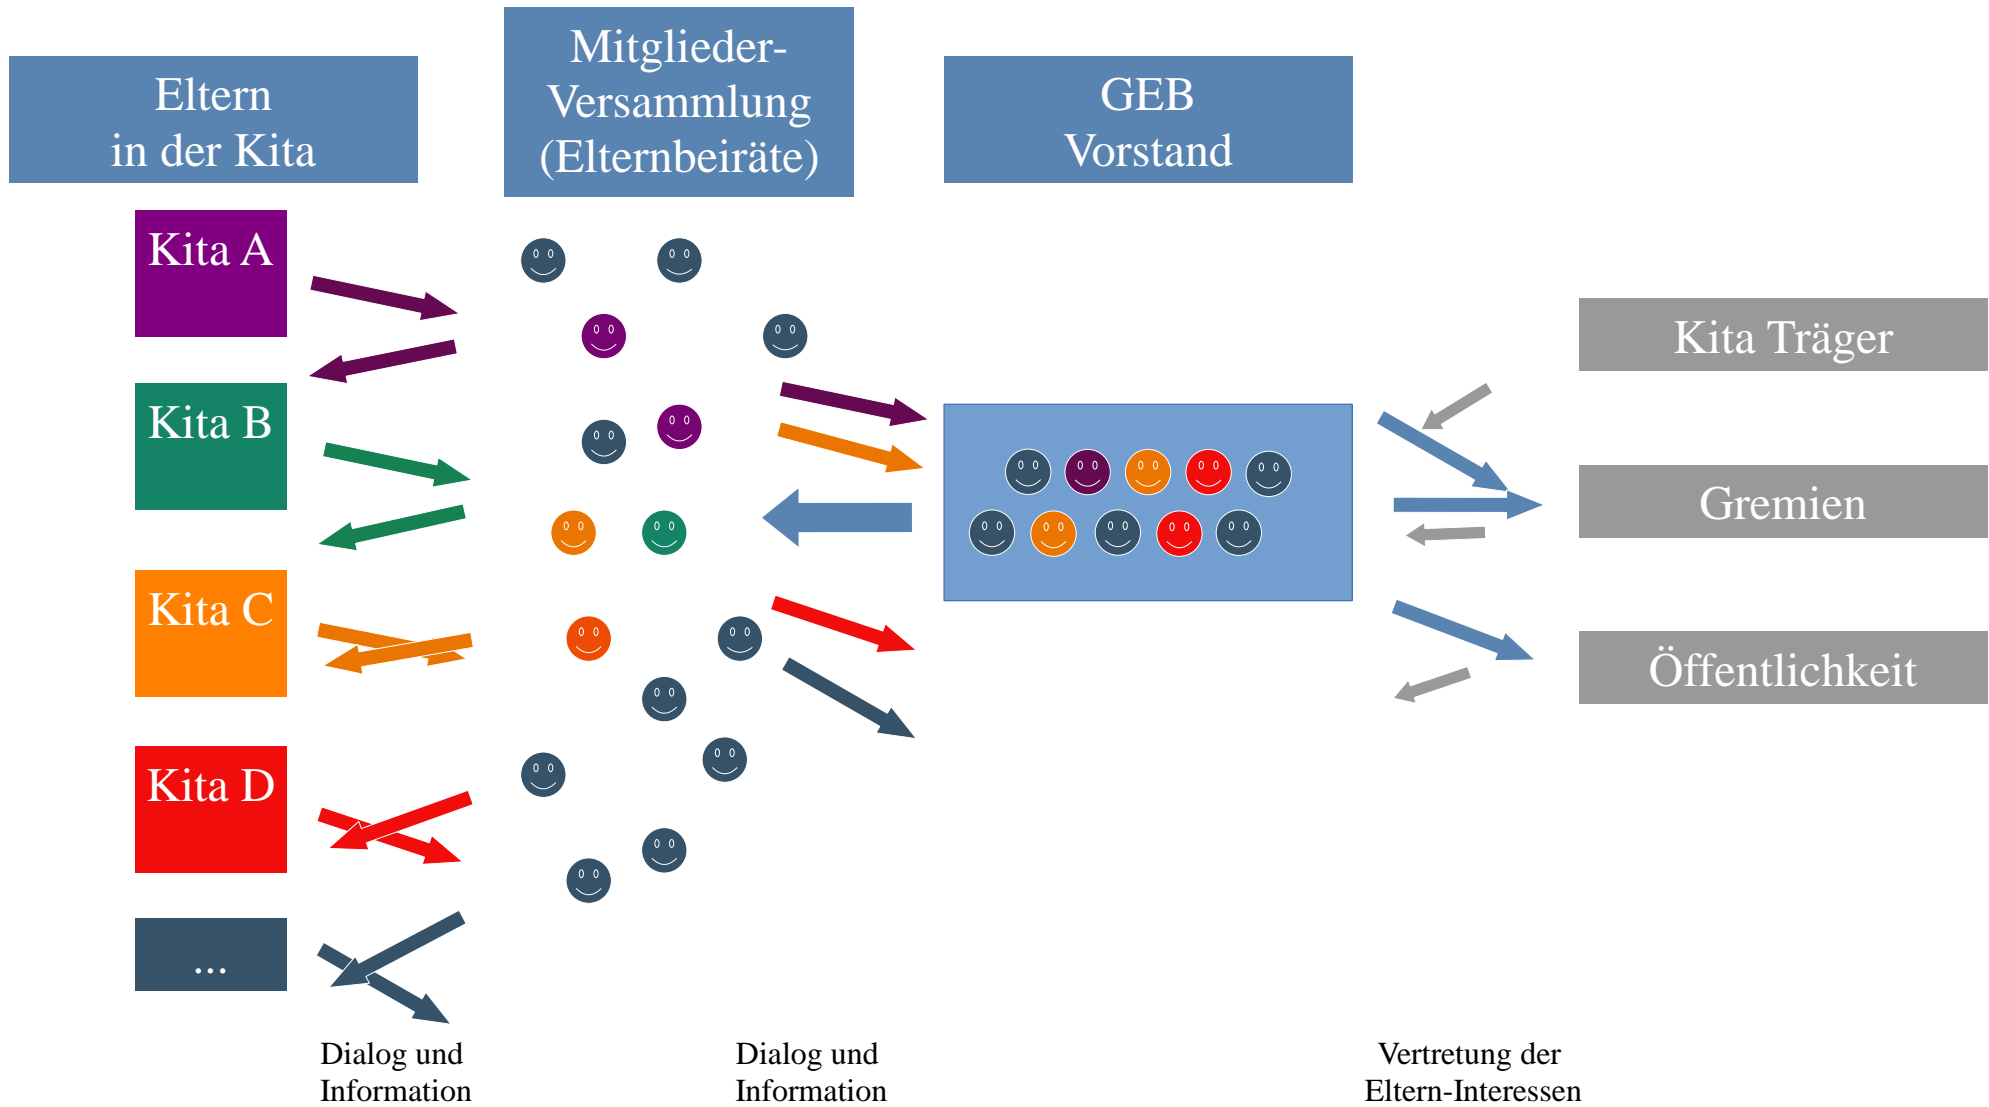 Eltern
in der Kita
Mitglieder-
Versammlung
(Elternbeiräte)
GEB
Vorstand
Kita A
Kita B
Kita C
Kita D
...
Kita Träger
Gremien
Öffentlichkeit
Dialog und
Information
Dialog und
Information
Vertretung der
Eltern-Interessen